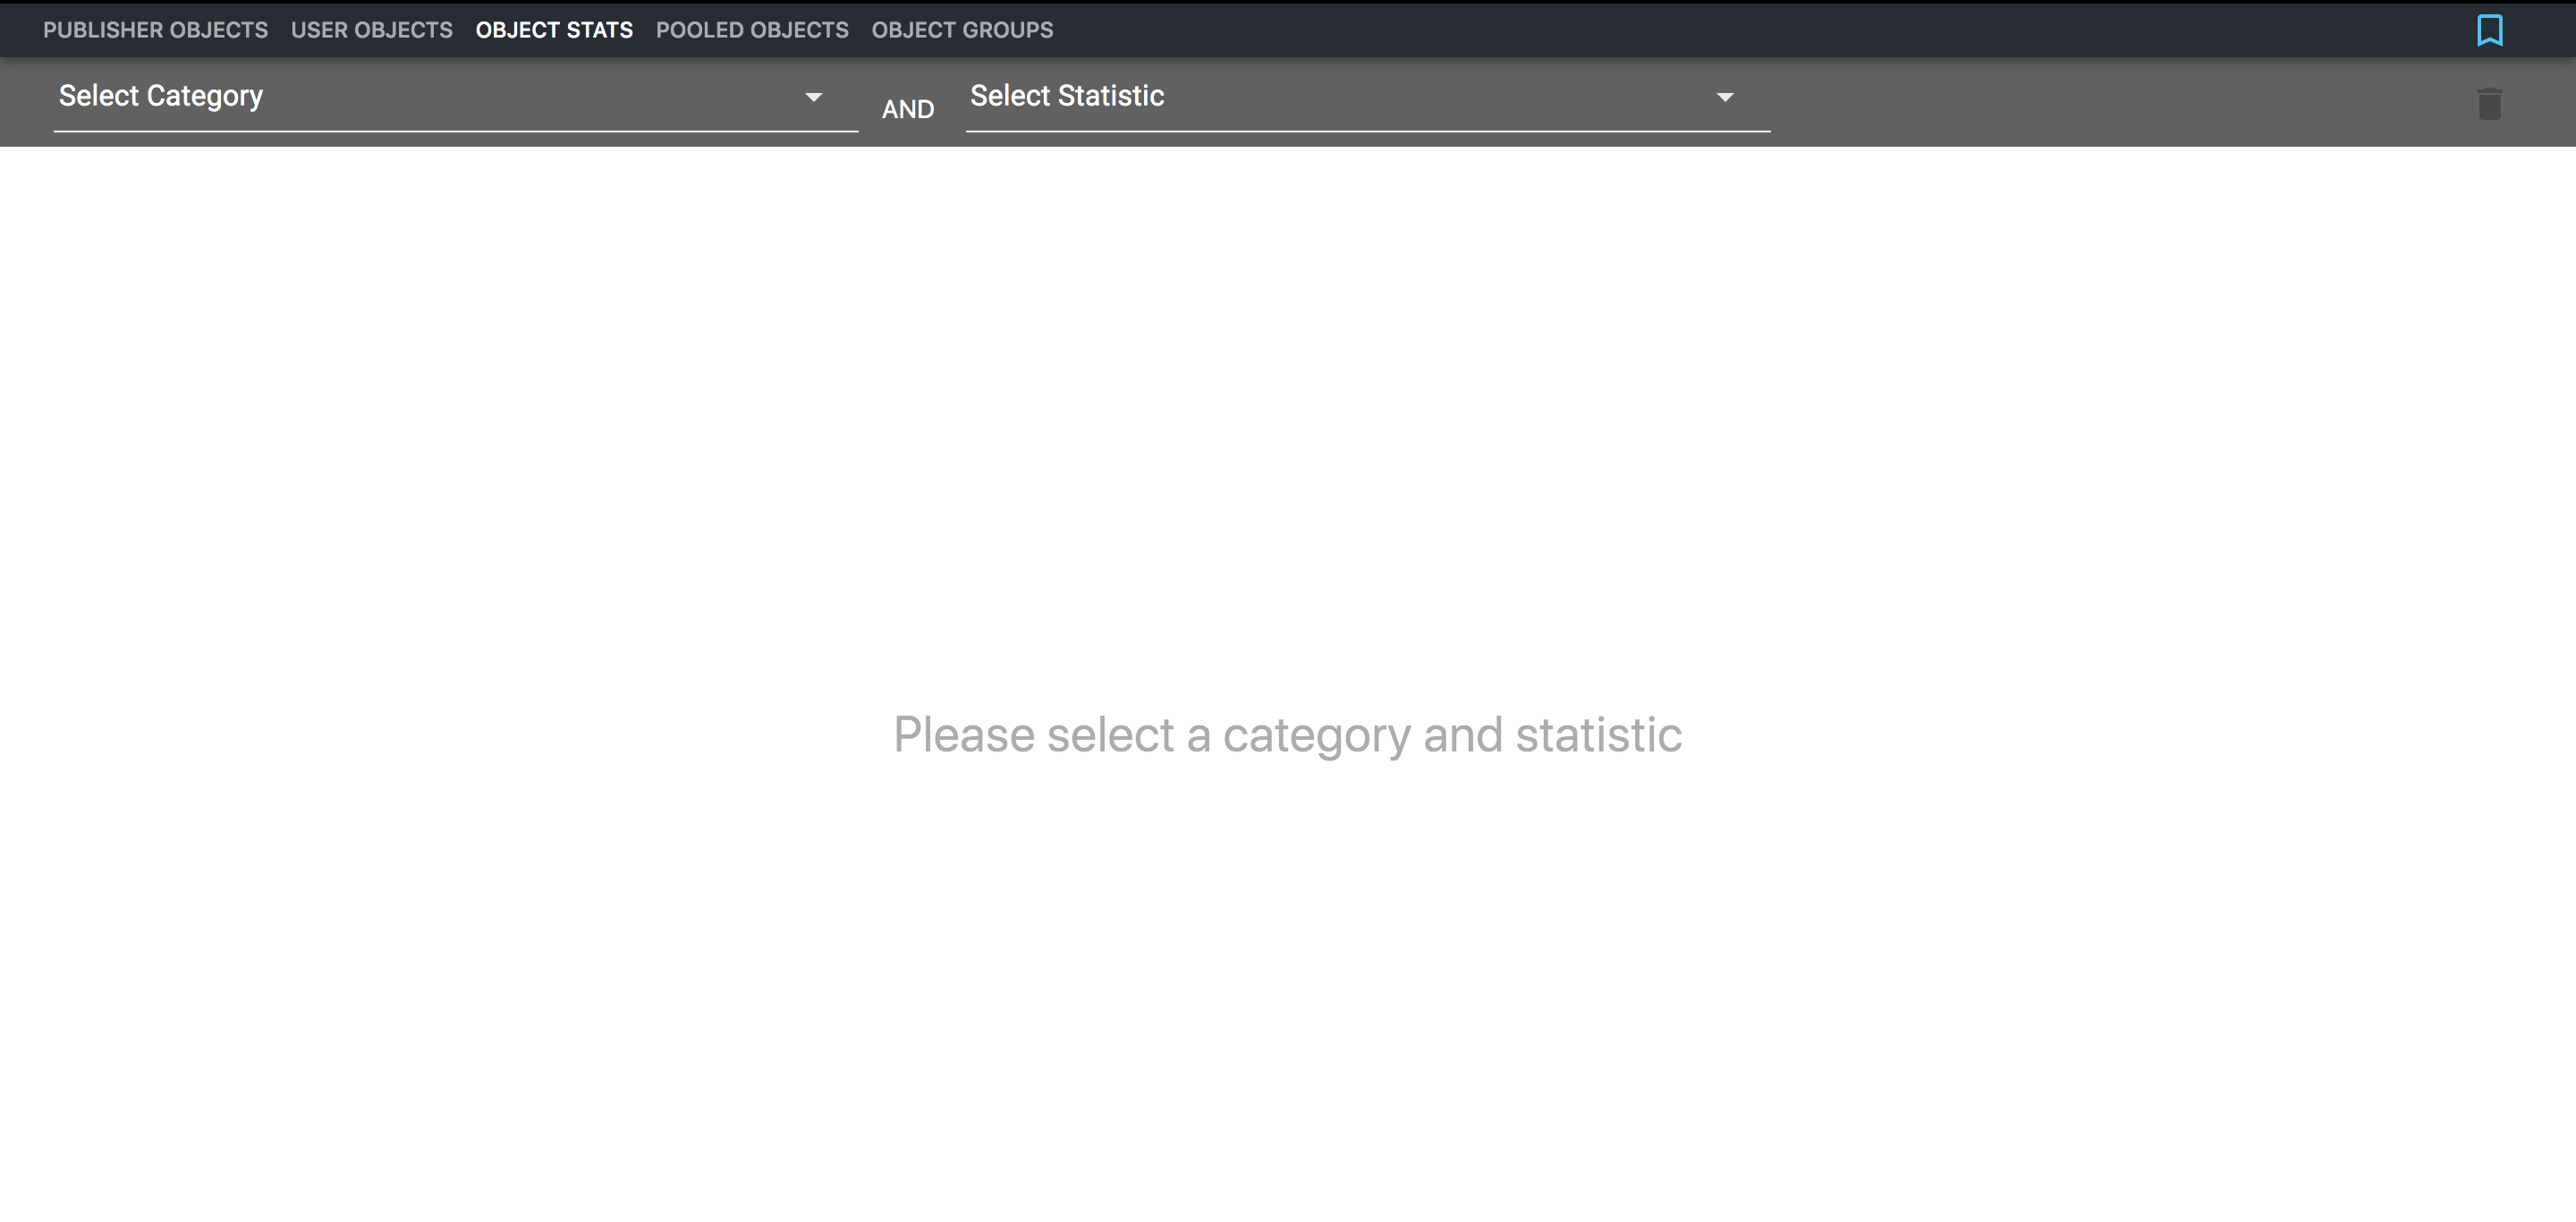 PUBLISHER OBJECTS USER OBJECTS OBJECT STATS POOLED OBJECTS OBJECT GROUPS
Select Category AND Select Statistic
Please select a category and statistic